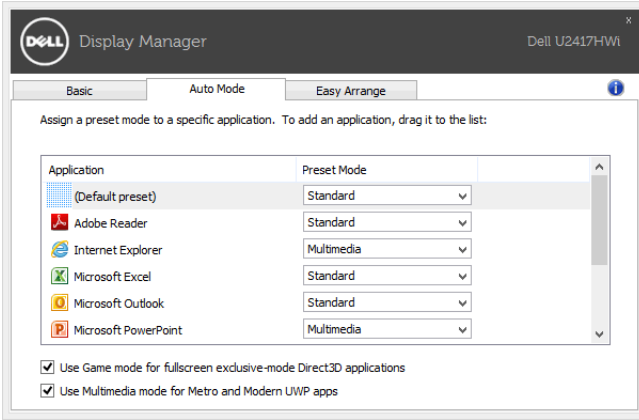 DELL Display Manager Dell U2417HWi
Basic Auto Mode Easy Arrange
Assign a preset mode to a specific application. To add an application, drag it to the list:
Application Preset Mode
(Default preset) Standard
Adobe Reader Standard
Internet Explorer Multimedia
Microsoft Excel Standard
Microsoft Outlook Standard
Microsoft PowerPoint Multimedia
Use Game mode for fullscreen exclusive-mode Direct3D applications
Use Multimedia mode for Metro and Modern UWP apps